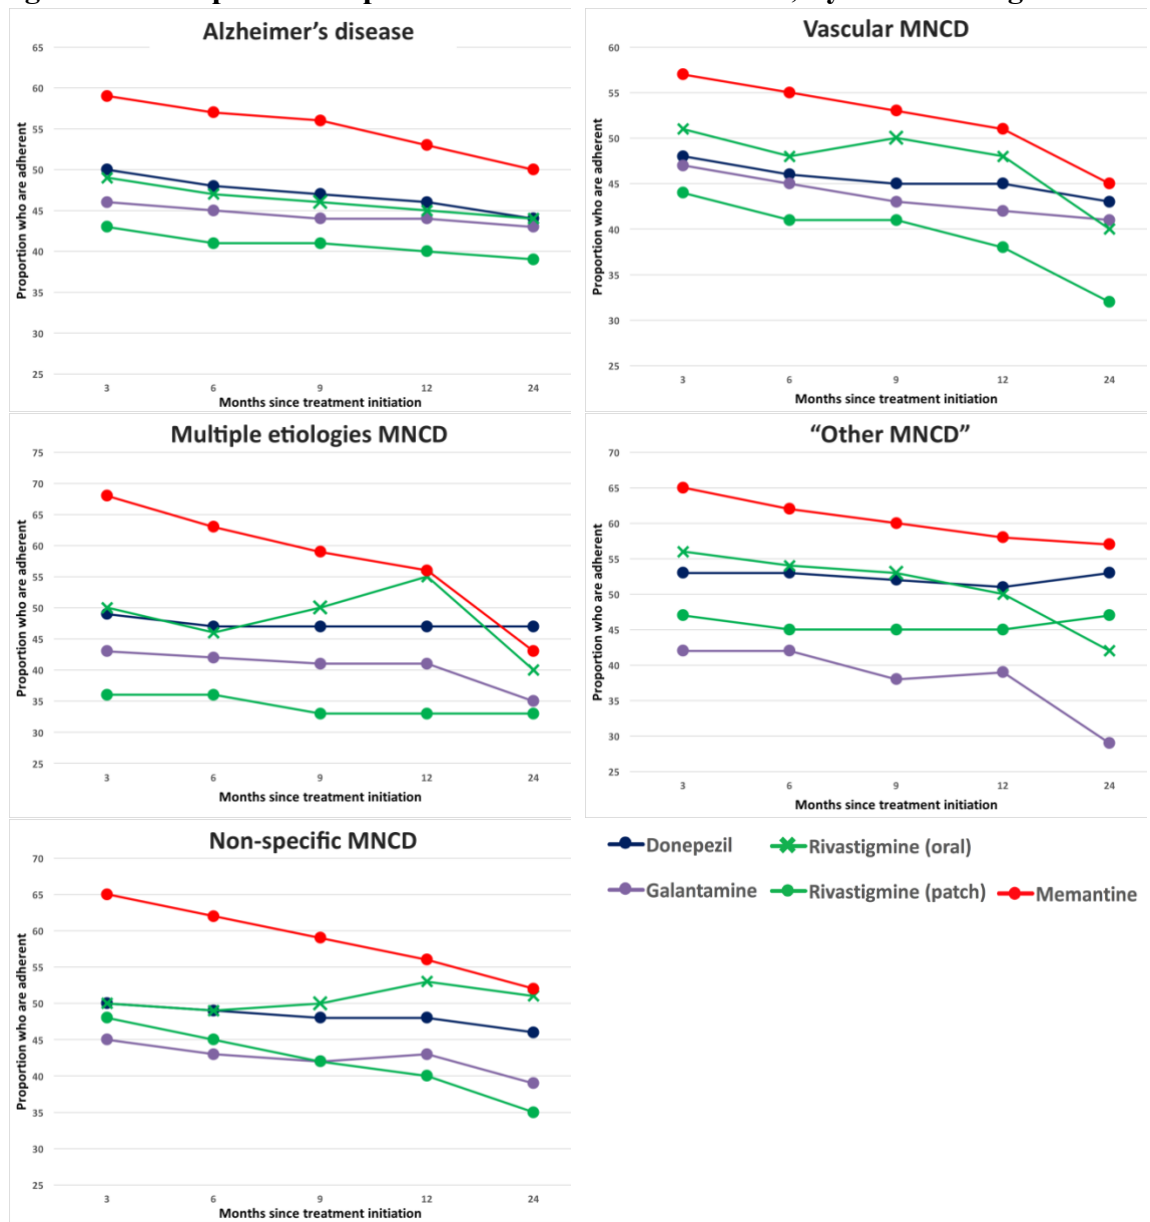 Alzheimer's disease
65
60
55
50
45
40
35
30
25
Proportion who are adherent
3 6 9 12 24
Months since treatment initiation
Vascular MNCD
60
55
50
45
40
35
30
25
Proportion who are adherent
3 6 9 12 24
Months since treatment initiation
Multiple etiologies MNCD
75
70
65
60
55
50
45
40
35
30
25
Proportion who are adherent
3 6 9 12 24
Months since treatment initiation
“Other MNCD”
70
65
60
55
50
45
40
35
30
25
Proportion who are adherent
3 6 9 12 24
Months since treatment initiation
Non-specific MNCD
70
65
60
55
50
45
40
35
30
25
Proportion who are adherent
3 6 9 12 24
Months since treatment initiation
Donepezil Rivastigmine (oral)
Galantamine Rivastigmine (patch) Memantine